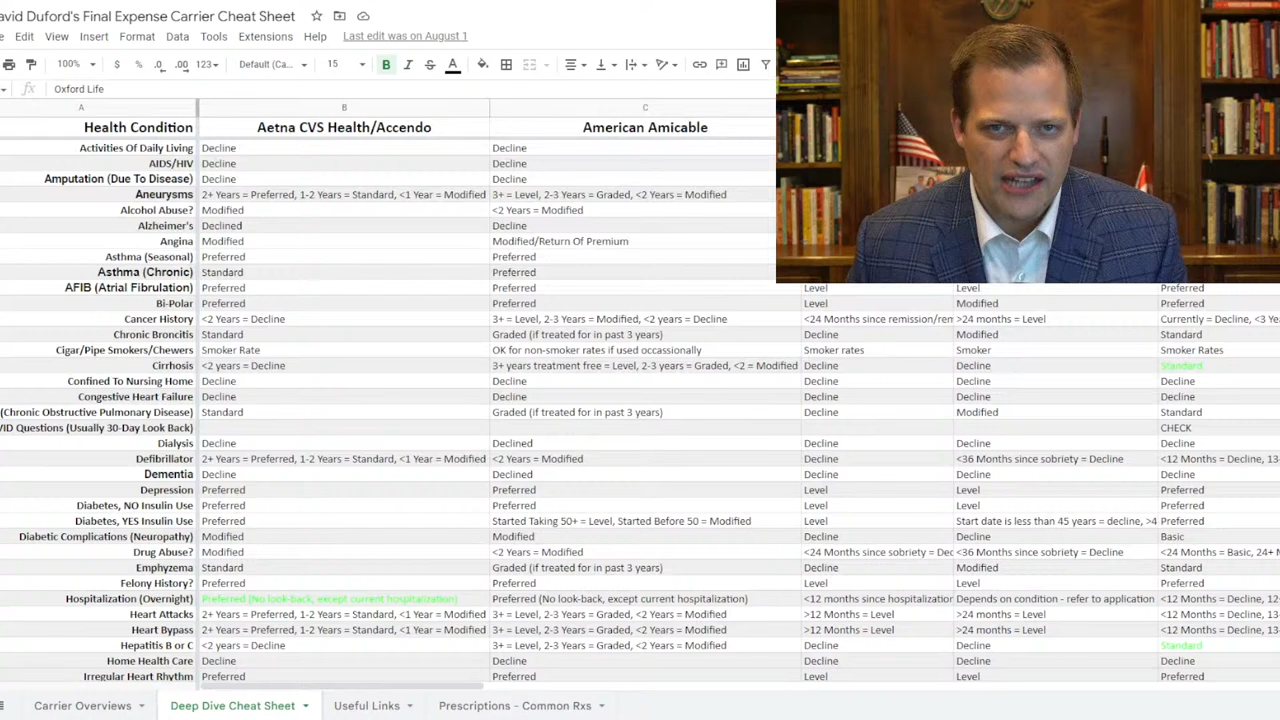 avid Duford's Final Expense Carrier Cheat Sheet
Edit View Insert Format Data Tools Extensions Help Last edit was on August 1
100 $ % .0 .00 123 Default (Ca... 15 B I S A
fx Oxford Life
A B C
Health Condition Aetna CVS Health/Accendo American Amicable
Activities Of Daily Living Decline Decline
AIDS/HIV Decline Decline
Amputation (Due To Disease) Decline Decline
Aneurysms 2+ Years = Preferred, 1-2 Years = Standard, <1 Year = Modified 3+ = Level, 2-3 Years = Graded, <2 Years = Modified
Alcohol Abuse? Modified <2 Years = Modified
Alzheimer's Declined Decline
Angina Modified Modified/Return Of Premium
Asthma (Seasonal) Preferred Preferred
Asthma (Chronic) Standard Preferred
AFIB (Atrial Fibrulation) Preferred Preferred Level Level Preferred
Bi-Polar Preferred Preferred Level Modified Preferred
Cancer History <2 Years = Decline 3+ = Level, 2-3 Years = Modified, <2 years = Decline <24 Months since remission/rem >24 months = Level Currently = Decline, <3 Ye
Chronic Broncitis Standard Graded (if treated for in past 3 years) Decline Modified Standard
Cigar/Pipe Smokers/Chewers Smoker Rate OK for non-smoker rates if used occassionally Smoker rates Smoker Smoker Rates
Cirrhosis <2 years = Decline 3+ years treatment free = Level, 2-3 years = Graded, <2 = Modified Decline Decline Standard
Confined To Nursing Home Decline Decline Decline Decline Decline
Congestive Heart Failure Decline Decline Decline Decline Decline
(Chronic Obstructive Pulmonary Disease) Standard Graded (if treated for in past 3 years) Decline Modified Standard
VID Questions (Usually 30-Day Look Back) CHECK
Dialysis Decline Declined Decline Decline Decline
Defibrillator 2+ Years = Preferred, 1-2 Years = Standard, <1 Year = Modified <2 Years = Modified Decline <36 Months since sobriety = Decline <12 Months = Decline, 13-
Dementia Decline Declined Decline Decline Decline
Depression Preferred Preferred Level Level Preferred
Diabetes, NO Insulin Use Preferred Preferred Level Level Preferred
Diabetes, YES Insulin Use Preferred Started Taking 50+ = Level, Started Before 50 = Modified Level Start date is less than 45 years = decline, >4 Preferred
Diabetic Complications (Neuropathy) Modified Modified Decline Decline Basic
Drug Abuse? Modified <2 Years = Modified <24 Months since sobriety = Dec <36 Months since sobriety = Decline <24 Months = Basic, 24+ M
Emphyzema Standard Graded (if treated for in past 3 years) Decline Modified Standard
Felony History? Preferred Preferred Level Level Preferred
Hospitalization (Overnight) Preferred (No look-back, except current hospitalization) Preferred (No look-back, except current hospitalization) <12 months since hospitalization Depends on condition - refer to application <12 Months = Decline, 12-
Heart Attacks 2+ Years = Preferred, 1-2 Years = Standard, <1 Year = Modified 3+ = Level, 2-3 Years = Graded, <2 Years = Modified >12 Months = Level >24 months = Level <12 Months = Decline, 13-
Heart Bypass 2+ Years = Preferred, 1-2 Years = Standard, <1 Year = Modified 3+ = Level, 2-3 Years = Graded, <2 Years = Modified >12 Months = Level >24 months = Level <12 Months = Decline, 13-
Hepatitis B or C <2 years = Decline 3+ = Level, 2-3 Years = Graded, <2 Years = Modified Decline Decline Standard
Home Health Care Decline Decline Decline Decline Decline
Irregular Heart Rhythm Preferred Preferred Level Level Preferred
Carrier Overviews Deep Dive Cheat Sheet Useful Links Prescriptions - Common Rxs